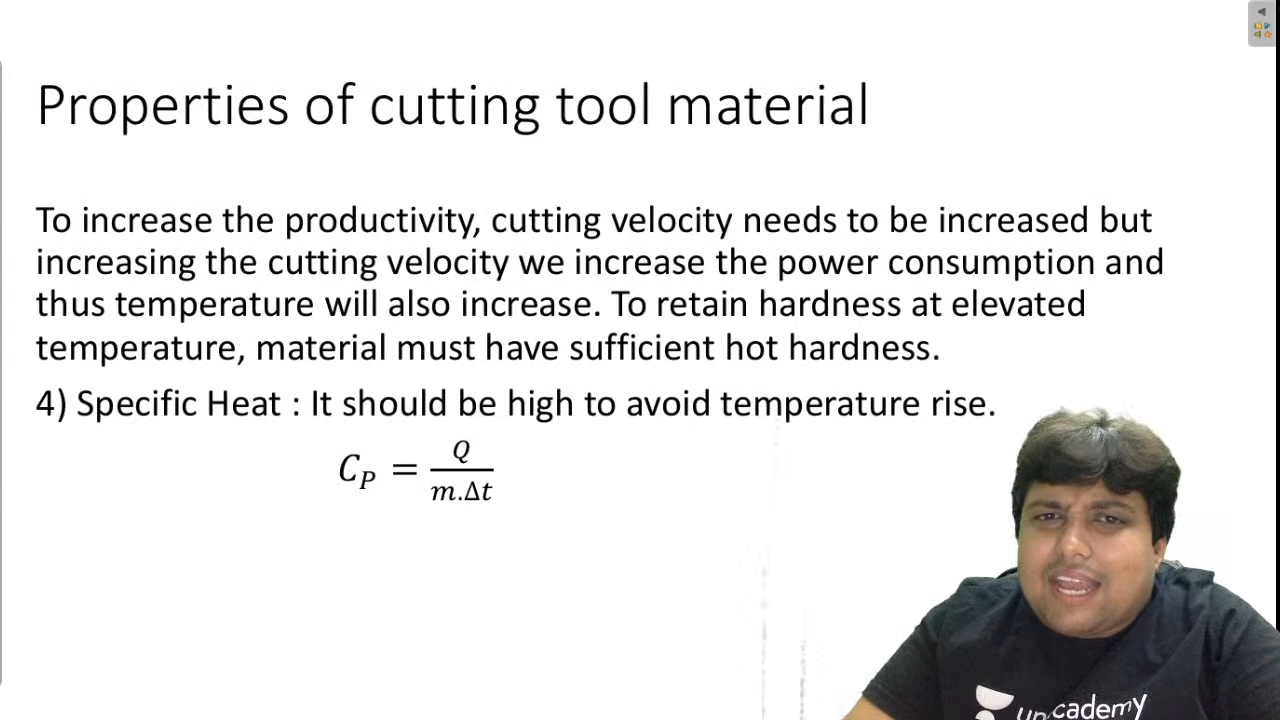 Properties of cutting tool material
To increase the productivity, cutting velocity needs to be increased but
increasing the cutting velocity we increase the power consumption and
thus temperature will also increase. To retain hardness at elevated
temperature, material must have sufficient hot hardness.
4) Specific Heat : It should be high to avoid temperature rise.
C_P = Q / m.Δt